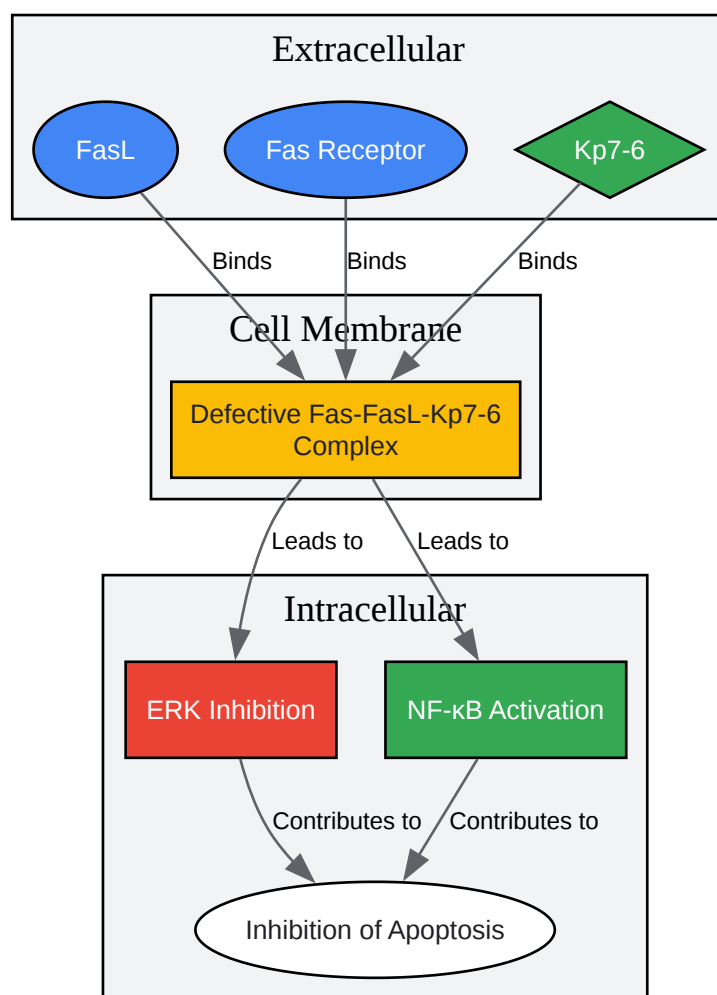 Extracellular
FasL
Fas Receptor
Kp7-6
Binds
Binds
Binds
Cell Membrane
Defective Fas-FasL-Kp7-6
Complex
Leads to
Leads to
Intracellular
ERK Inhibition
NF-κB Activation
Contributes to
Contributes to
Inhibition of Apoptosis